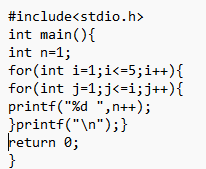 #include<stdio.h>
int main(){
int n=1;
for(int i=1;i<=5;i++){
for(int j=1;j<=i;j++){
printf("%d ",n++);
}printf("\n");}
return 0;
}